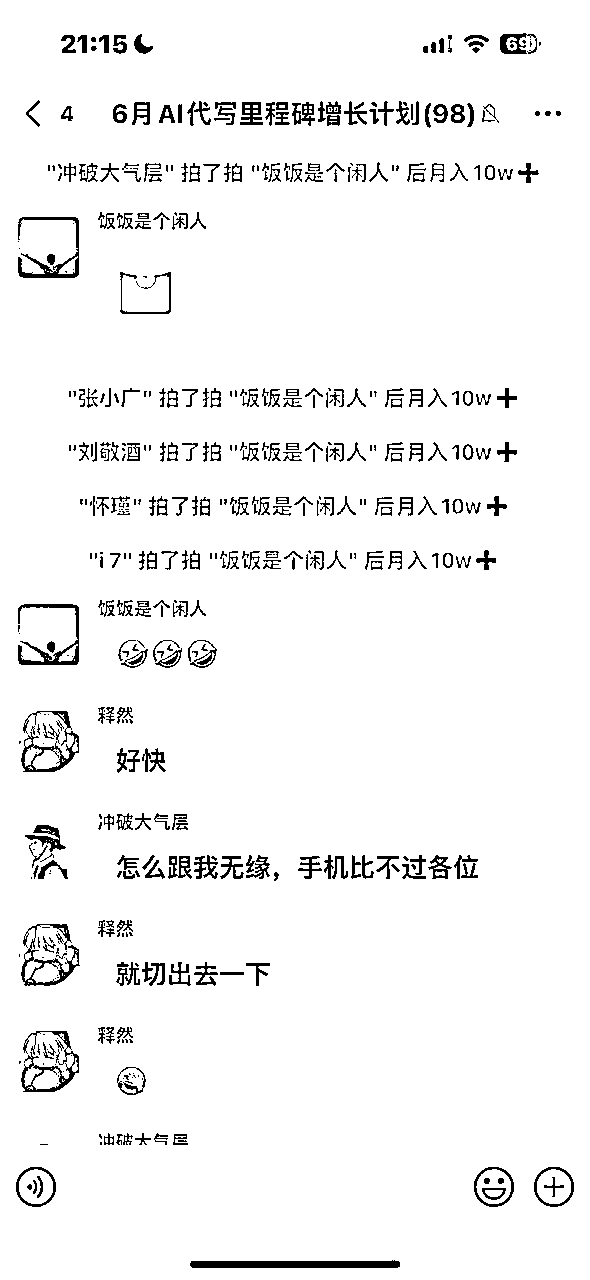 21:15
69
4
6月AI代写里程碑增长计划(98)
"冲破大气层" 拍了拍 "饭饭是个闲人" 后月入10w➕
饭饭是个闲人
"张小广" 拍了拍 "饭饭是个闲人" 后月入10w➕
"刘敬酒" 拍了拍 "饭饭是个闲人" 后月入10w➕
"怀瑾" 拍了拍 "饭饭是个闲人" 后月入10w➕
"i 7" 拍了拍 "饭饭是个闲人" 后月入10w➕
饭饭是个闲人
🤣🤣🤣
释然
好快
冲破大气层
怎么跟我无缘，手机比不过各位
释然
就切出去一下
释然
冲破大气层